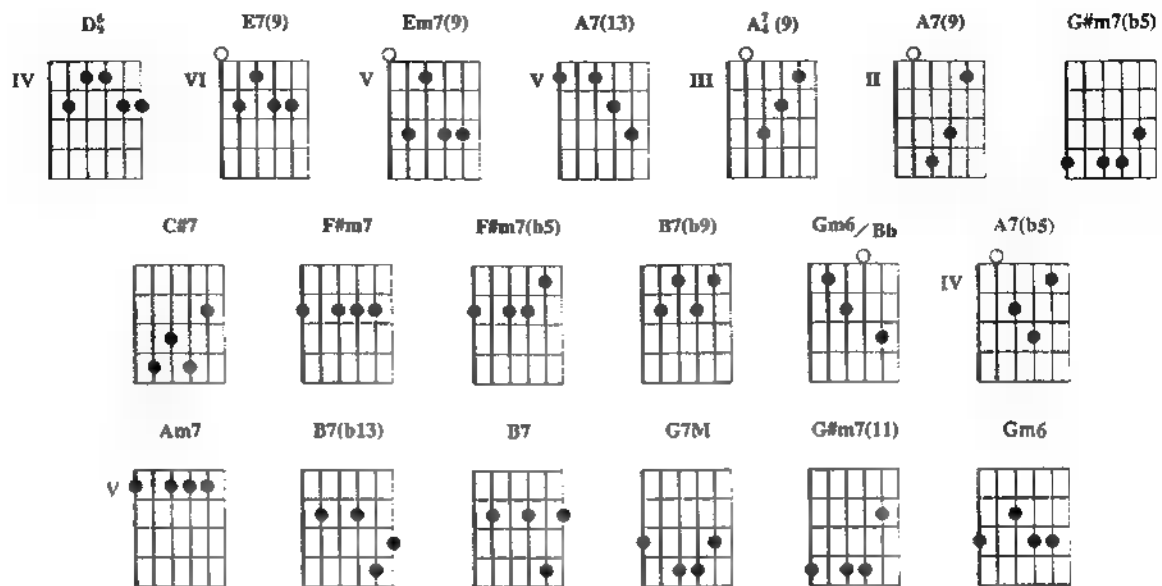 D6/9 E7(9) Em7(9) A7(13) A7/4 (9) A7(9) G#m7(b5)
IV VI V V III II
C#7 F#m7 F#m7(b5) B7(b9) Gm6/Bb A7(b5)
IV
Am7 B7(b13) B7 G7M G#m7(11) Gm6
V